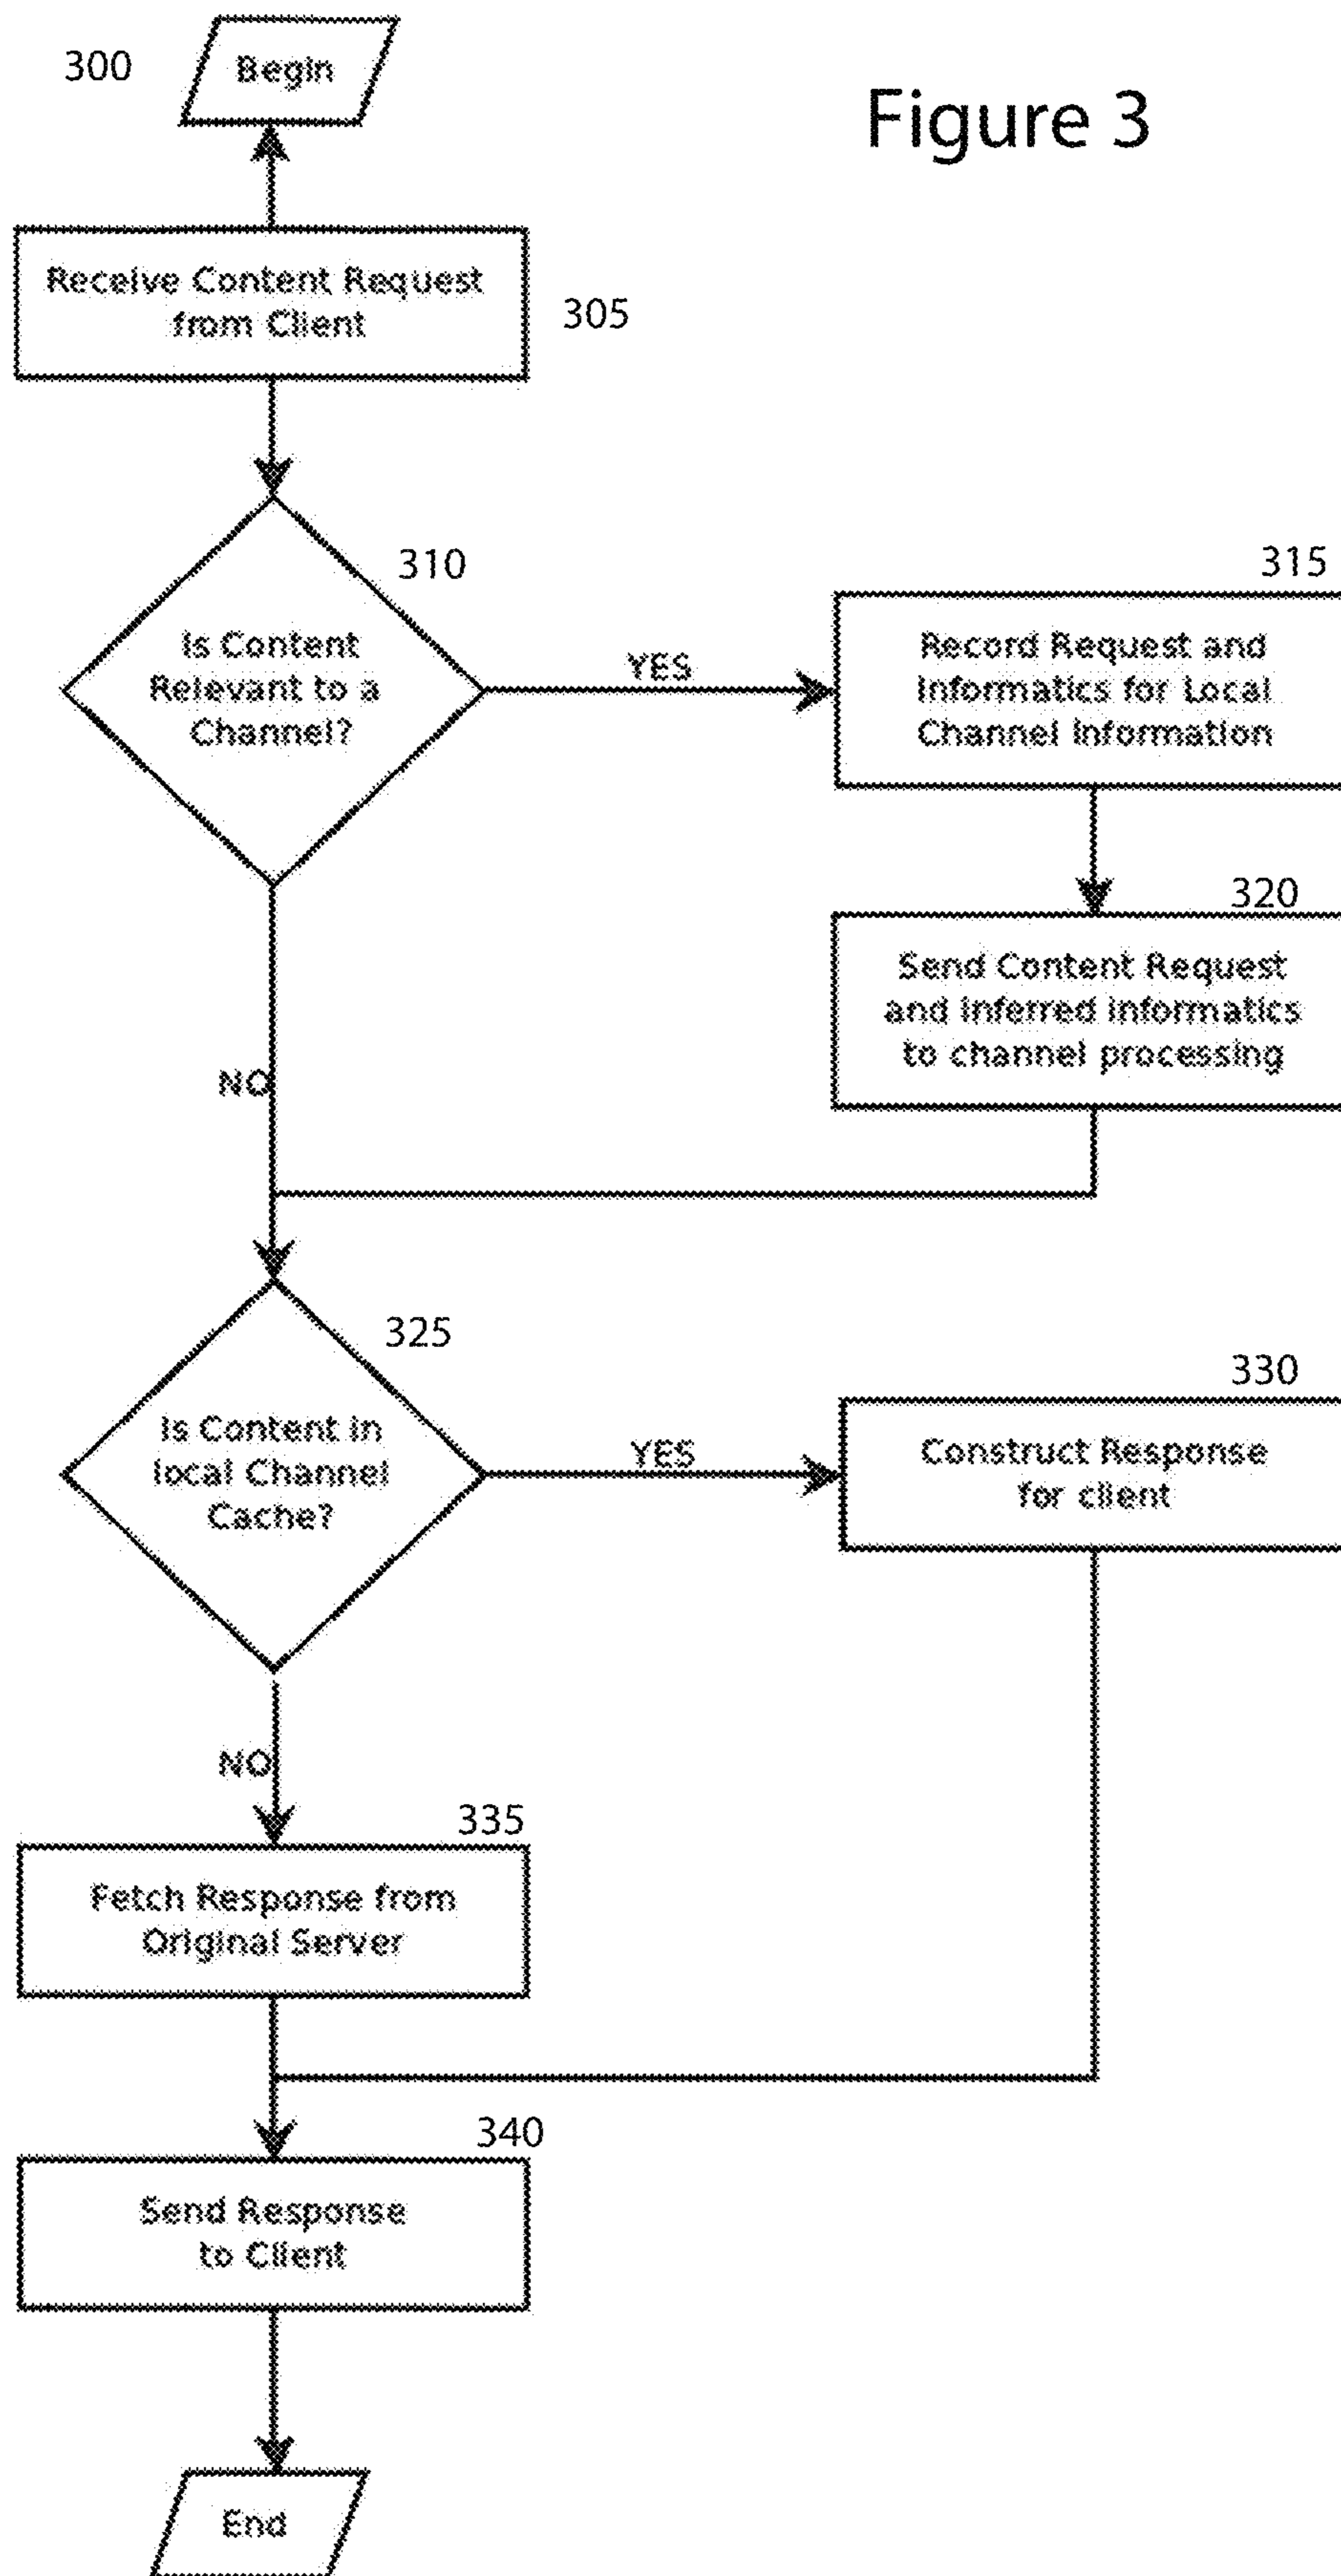 300
Begin
Figure 3
Receive Content Request
from Client
305
310
Is Content
Relevant to a
Channel?
YES
315
Record Request and
Informatics for Local
Channel Information
320
Send Content Request
and inferred informatics
to channel processing
NO
325
Is Content in
local Channel
Cache?
YES
330
Construct Response
for client
NO
335
Fetch Response from
Original Server
340
Send Response
to Client
End